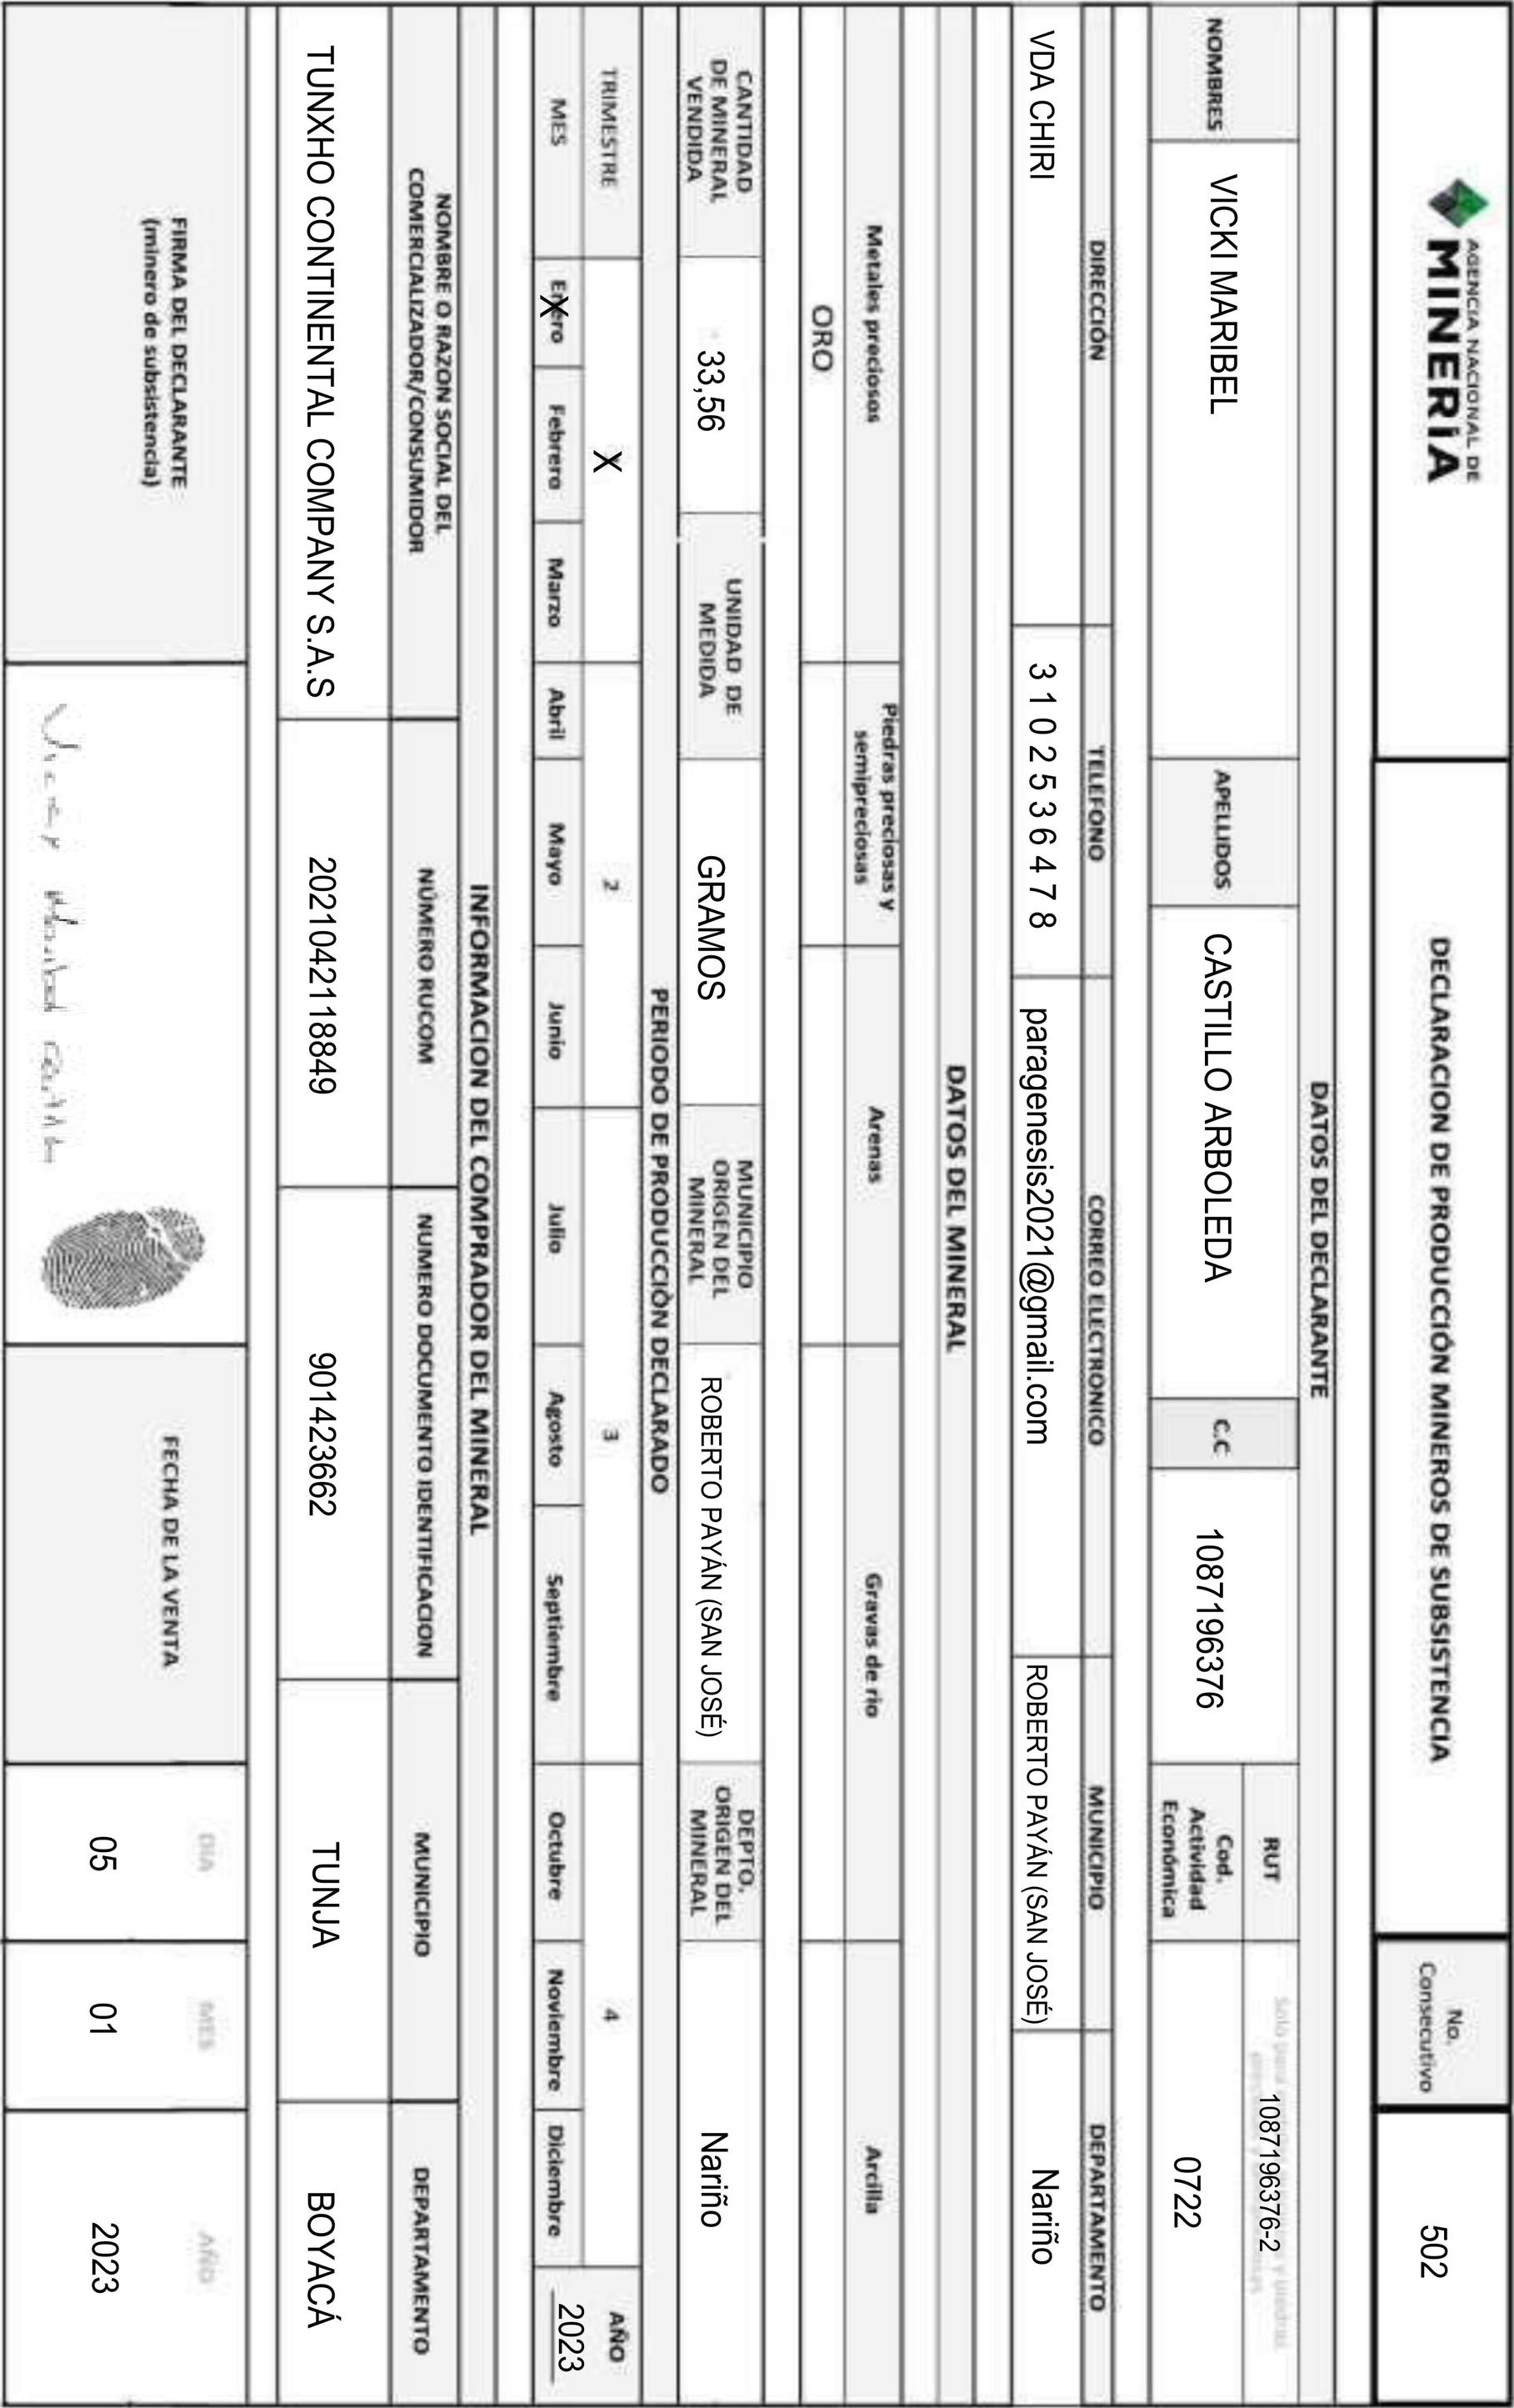 AGENCIA NACIONAL DE
MINERÍA
DECLARACION DE PRODUCCIÓN MINEROS DE SUBSISTENCIA
No.
Consecutivo
502
DATOS DEL DECLARANTE
NOMBRES
VICKI MARIBEL
APELLIDOS
CASTILLO ARBOLEDA
C.C
1087196376
RUT
Solo para
1087196376-2
y piedras
Cod.
Actividad
Económica
0722
DIRECCIÓN
TELEFONO
CORREO ELECTRONICO
MUNICIPIO
DEPARTAMENTO
VDA CHIRI
3 1 0 2 5 3 6 4 7 8
paragenesis2021@gmail.com
ROBERTO PAYÁN (SAN JOSÉ)
Nariño
DATOS DEL MINERAL
Metales preciosos
Piedras preciosas y
semipreciosas
Arenas
Gravas de rio
Arcilla
ORO
CANTIDAD
DE MINERAL
VENDIDA
33,56
UNIDAD DE
MEDIDA
GRAMOS
MUNICIPIO
ORIGEN DEL
MINERAL
ROBERTO PAYÁN (SAN JOSÉ)
DEPTO.
ORIGEN DEL
MINERAL
Nariño
PERIODO DE PRODUCCIÒN DECLARADO
TRIMESTRE
X
2
3
4
AÑO
MES
Enero
X
Febrero
Marzo
Abril
Mayo
Junio
Julio
Agosto
Septiembre
Octubre
Noviembre
Diciembre
2023
INFORMACION DEL COMPRADOR DEL MINERAL
NOMBRE O RAZON SOCIAL DEL
COMERCIALIZADOR/CONSUMIDOR
NÚMERO RUCOM
NUMERO DOCUMENTO IDENTIFICACION
MUNICIPIO
DEPARTAMENTO
TUNXHO CONTINENTAL COMPANY S.A.S
2021042118849
901423662
TUNJA
BOYACÁ
FIRMA DEL DECLARANTE
(minero de subsistencia)
FECHA DE LA VENTA
DIA
MES
AÑO
05
01
2023